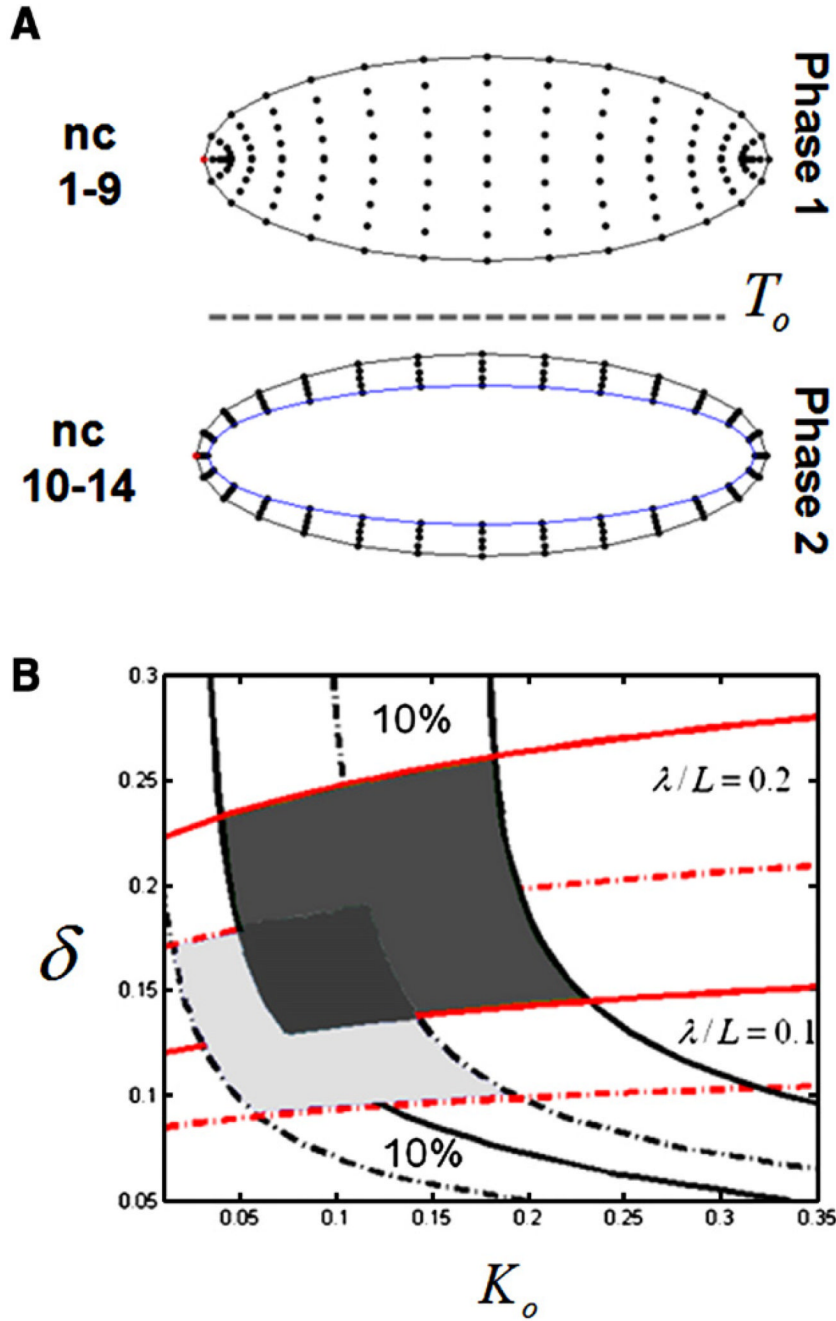 A
nc
1-9
Phase 1
T_o
nc
10-14
Phase 2
B
0.3
0.25
0.2
0.15
0.1
0.05
δ
10%
λ/L=0.2
λ/L=0.1
10%
0.05 0.1 0.15 0.2 0.25 0.3 0.35
K_o